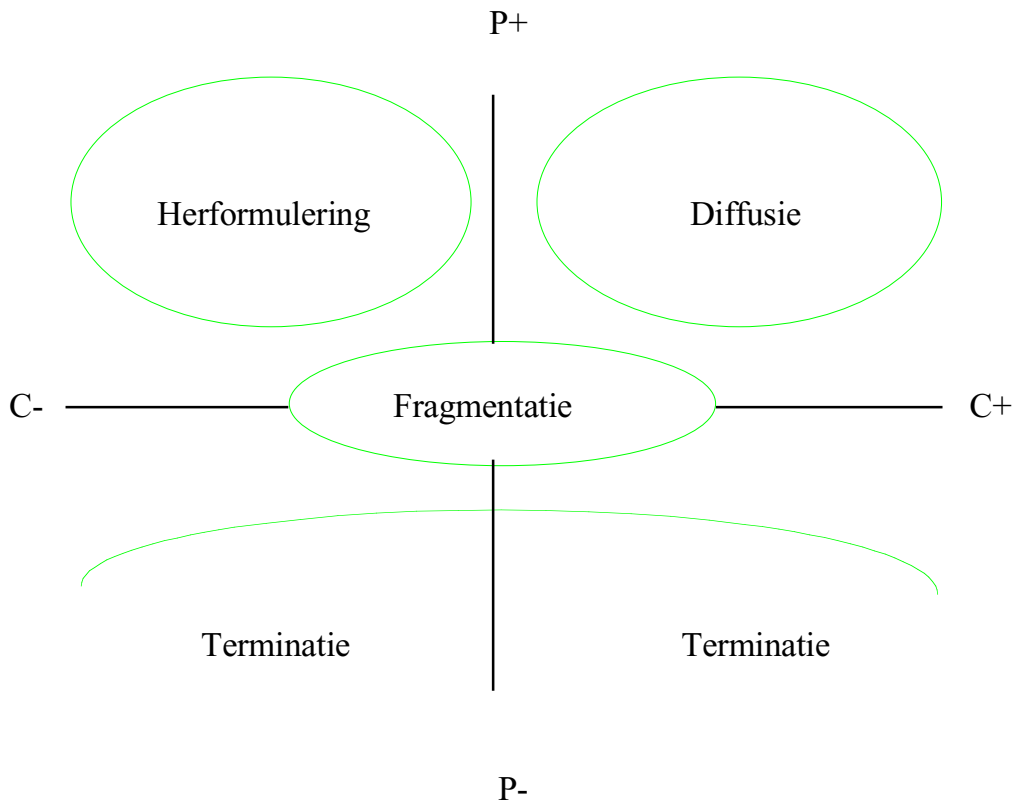 P+
Herformulering
Diffusie
C-
Fragmentatie
C+
Terminatie
Terminatie
P-